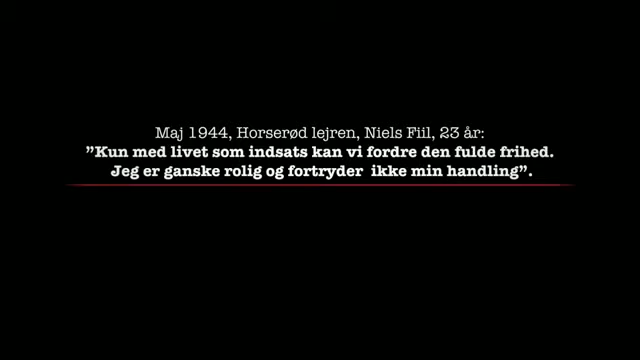 Maj 1944, Horserød lejren, Niels Fiil, 23 år:
”Kun med livet som indsats kan vi fordre den fulde frihed.
Jeg er ganske rolig og fortryder ikke min handling”.